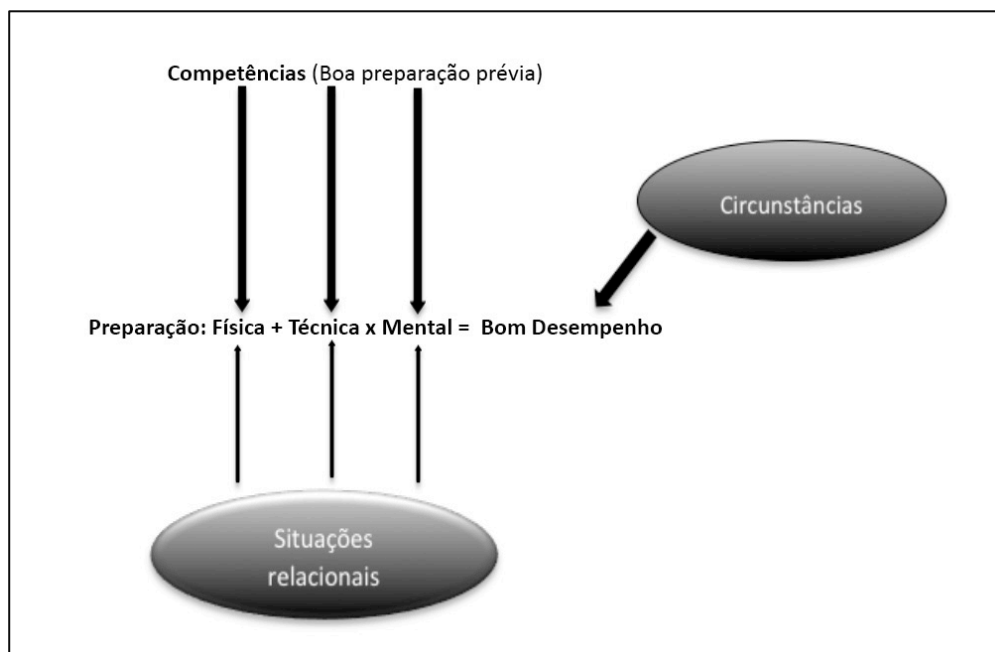 Competências (Boa preparação prévia)
Circunstâncias
Preparação: Física + Técnica x Mental = Bom Desempenho
Situações
relacionais